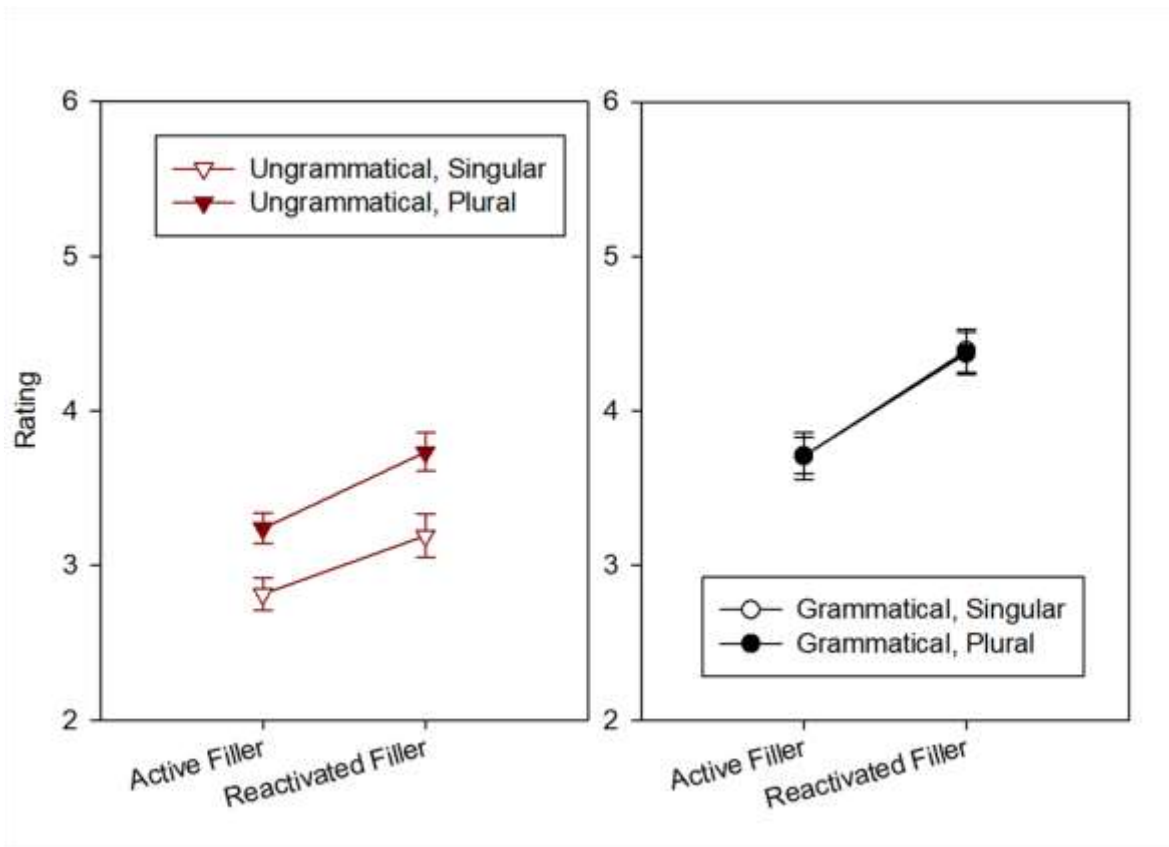 6
5
4
3
2
Rating
Ungrammatical, Singular
Ungrammatical, Plural
Active Filler
Reactivated Filler
6
5
4
3
2
Grammatical, Singular
Grammatical, Plural
Active Filler
Reactivated Filler